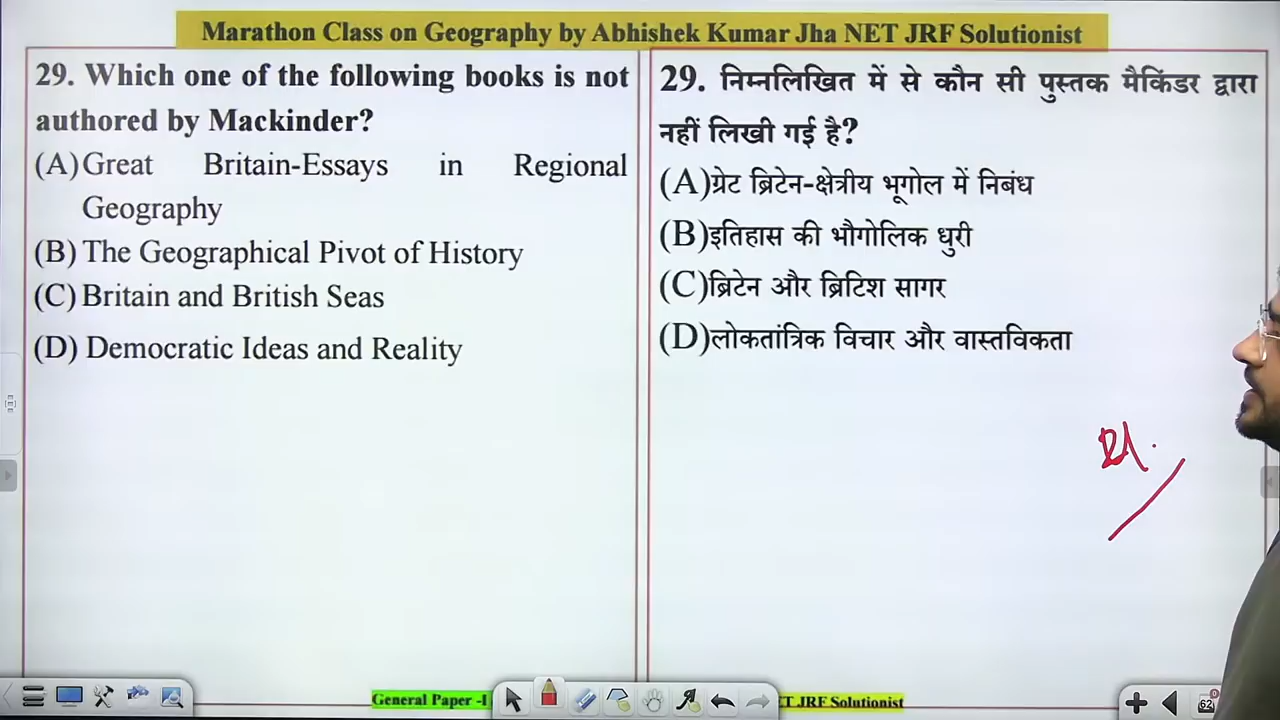 Marathon Class on Geography by Abhishek Kumar Jha NET JRF Solutionist
29. Which one of the following books is not
authored by Mackinder?
(A) Great Britain-Essays in Regional
Geography
(B) The Geographical Pivot of History
(C) Britain and British Seas
(D) Democratic Ideas and Reality
29. निम्नलिखित में से कौन सी पुस्तक मैकिंडर द्वारा
नहीं लिखी गई है?
(A)ग्रेट ब्रिटेन-क्षेत्रीय भूगोल में निबंध
(B)इतिहास की भौगोलिक धुरी
(C)ब्रिटेन और ब्रिटिश सागर
(D)लोकतांत्रिक विचार और वास्तविकता
General Paper -I
ET JRF Solutionist
62